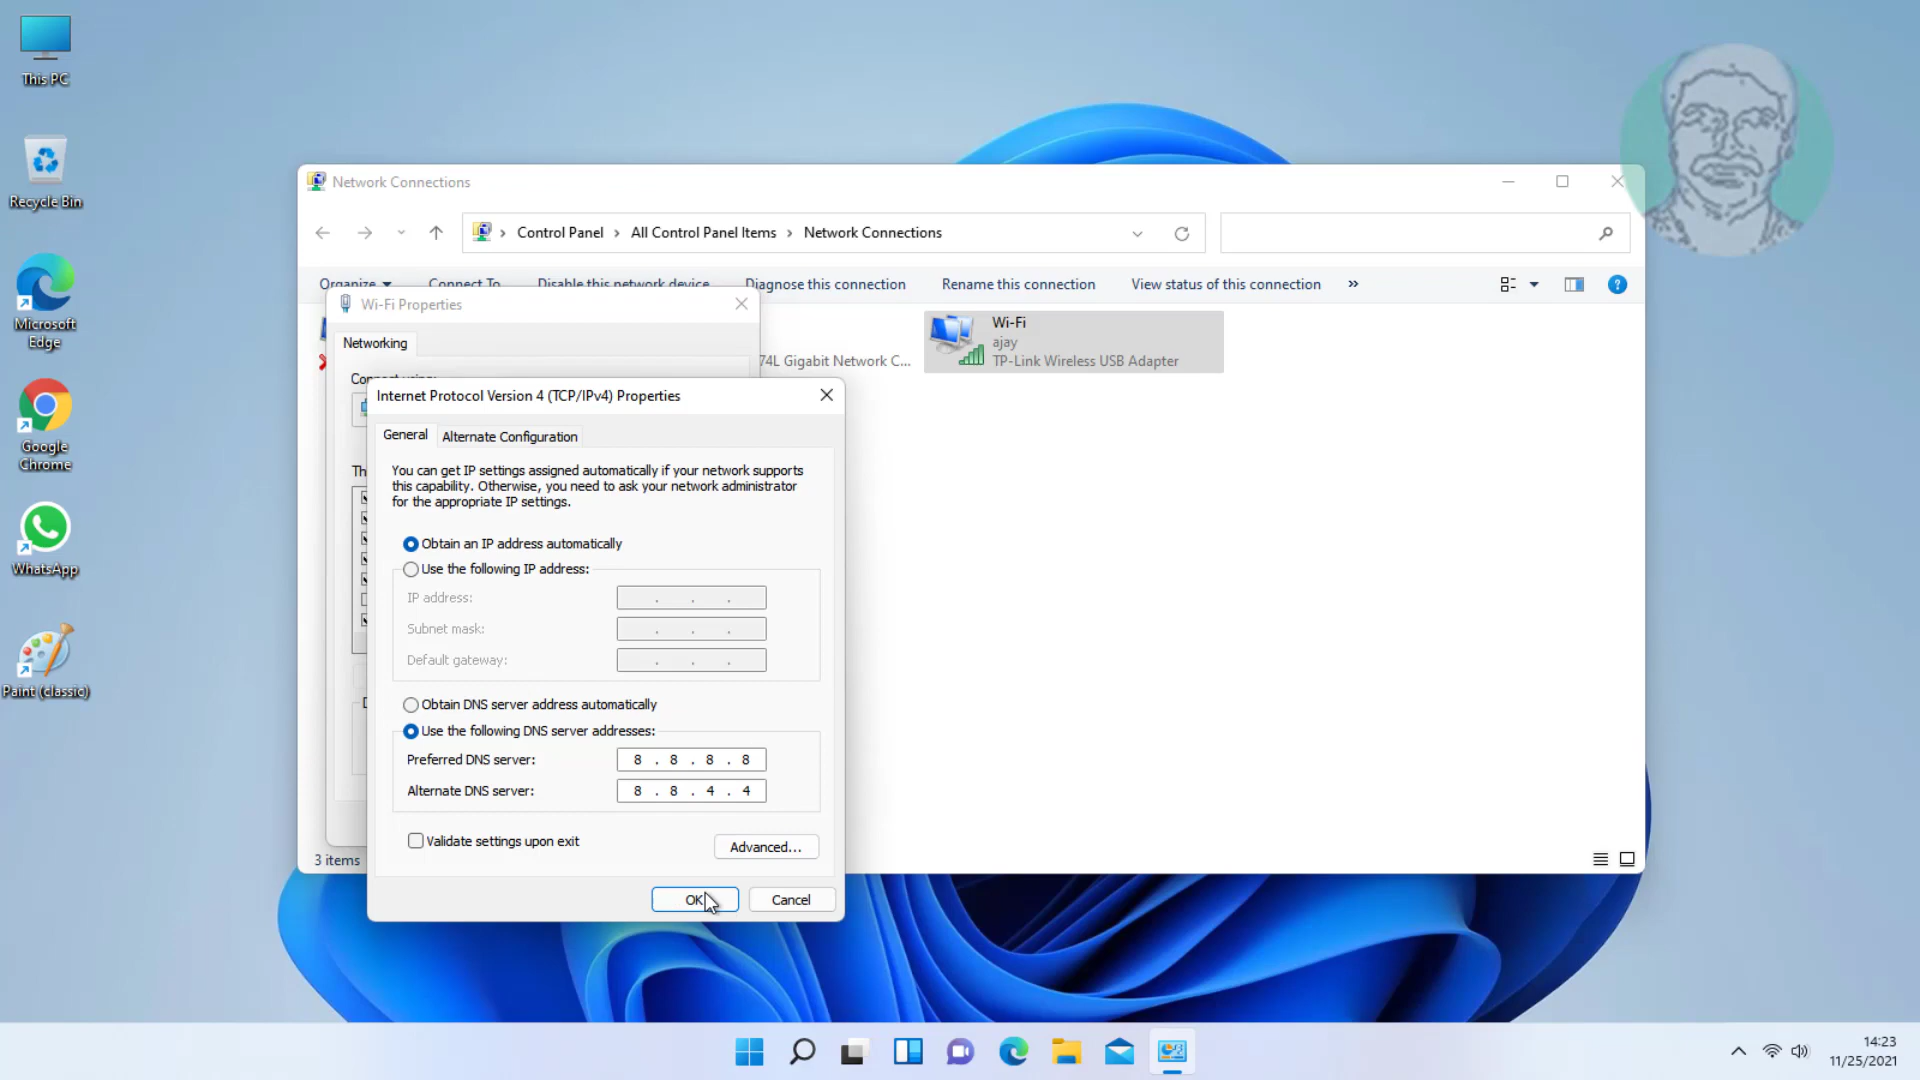 This PC
Recycle Bin
Microsoft
Edge
Google
Chrome
WhatsApp
Paint (classic)
Network Connections
Control Panel > All Control Panel Items > Network Connections
Organize Connect To Disable this network device Diagnose this connection Rename this connection View status of this connection »
Wi-Fi Properties
Networking
Connect using:
74L Gigabit Network C...
Wi-Fi
ajay
TP-Link Wireless USB Adapter
Internet Protocol Version 4 (TCP/IPv4) Properties
General Alternate Configuration
You can get IP settings assigned automatically if your network supports
this capability. Otherwise, you need to ask your network administrator
for the appropriate IP settings.
Obtain an IP address automatically
Use the following IP address:
IP address: . . .
Subnet mask: . . .
Default gateway: . . .
Obtain DNS server address automatically
Use the following DNS server addresses:
Preferred DNS server: 8 . 8 . 8 . 8
Alternate DNS server: 8 . 8 . 4 . 4
Validate settings upon exit
Advanced...
OK Cancel
3 items
14:23
11/25/2021